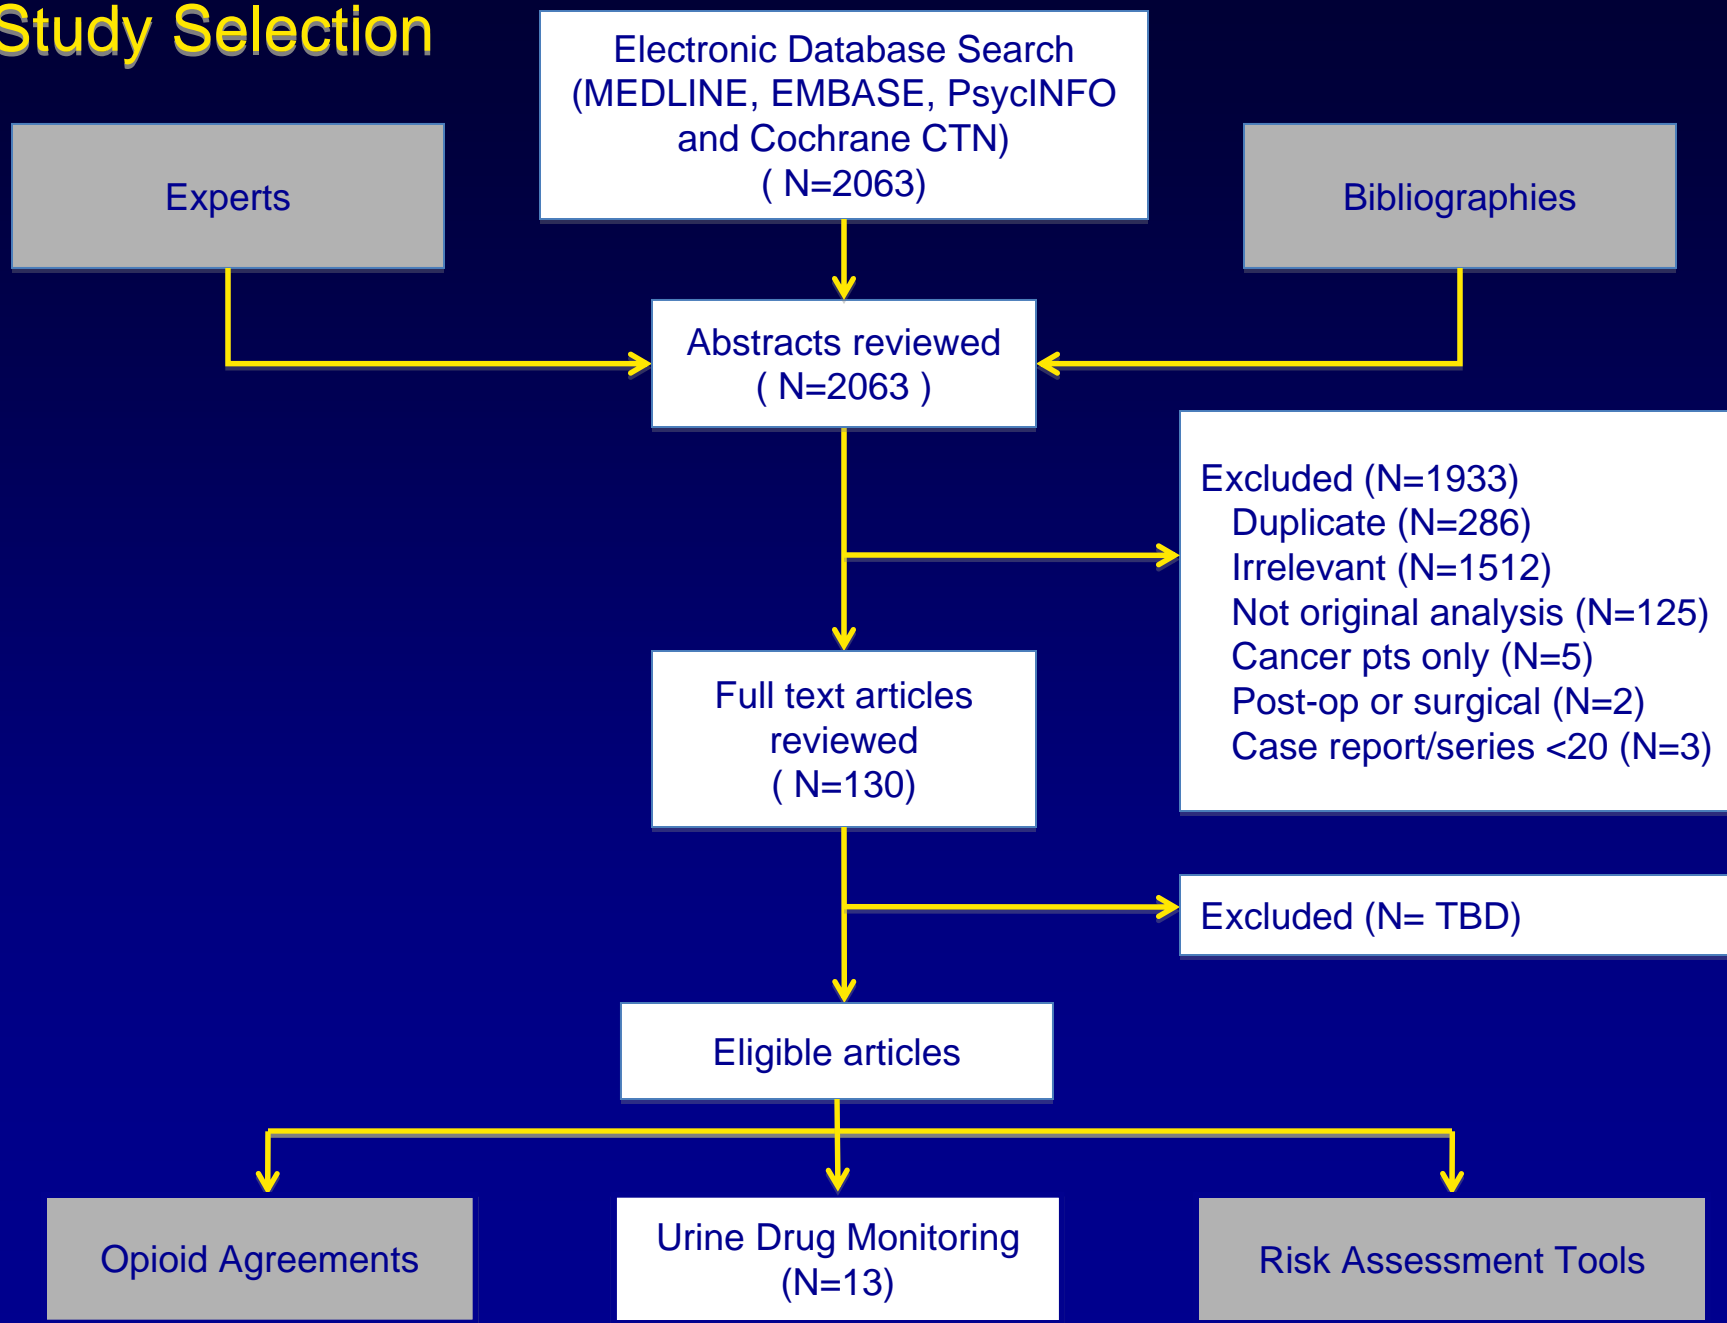 Study Selection
Electronic Database Search
(MEDLINE, EMBASE, PsycINFO
and Cochrane CTN)
( N=2063)
Experts
Bibliographies
Abstracts reviewed
( N=2063 )
Excluded (N=1933)
Duplicate (N=286)
Irrelevant (N=1512)
Not original analysis (N=125)
Cancer pts only (N=5)
Post-op or surgical (N=2)
Case report/series <20 (N=3)
Full text articles
reviewed
( N=130)
Excluded (N= TBD)
Eligible articles
Opioid Agreements
Urine Drug Monitoring
(N=13)
Risk Assessment Tools